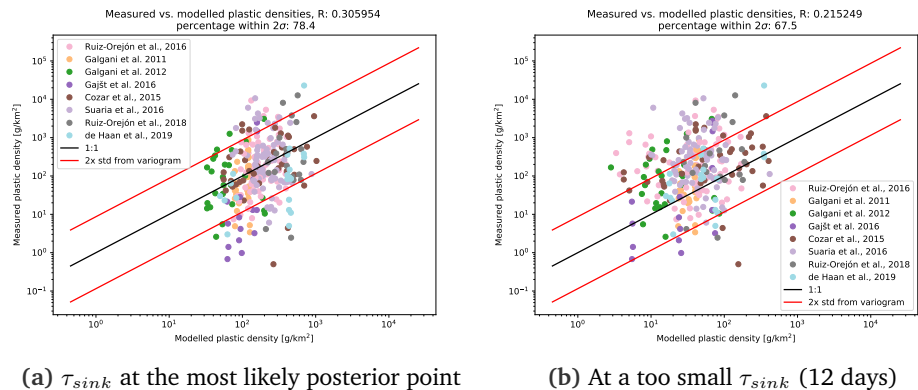 Measured vs. modelled plastic densities, R: 0.305954
percentage within 2σ: 78.4
Measured plastic density [g/km²]
10⁵
10⁴
10³
10²
10¹
10⁰
10⁻¹
Ruiz-Orejón et al., 2016
Galgani et al. 2011
Galgani et al. 2012
Gajšt et al. 2016
Cozar et al., 2015
Suaria et al., 2016
Ruiz-Orejón et al., 2018
de Haan et al., 2019
1:1
2x std from variogram
10⁰ 10¹ 10² 10³ 10⁴
Modelled plastic density [g/km²]
(a) τsink at the most likely posterior point
Measured vs. modelled plastic densities, R: 0.215249
percentage within 2σ: 67.5
Measured plastic density [g/km²]
10⁵
10⁴
10³
10²
10¹
10⁰
10⁻¹
Ruiz-Orejón et al., 2016
Galgani et al. 2011
Galgani et al. 2012
Gajšt et al. 2016
Cozar et al., 2015
Suaria et al., 2016
Ruiz-Orejón et al., 2018
de Haan et al., 2019
1:1
2x std from variogram
10⁰ 10¹ 10² 10³ 10⁴
Modelled plastic density [g/km²]
(b) At a too small τsink (12 days)